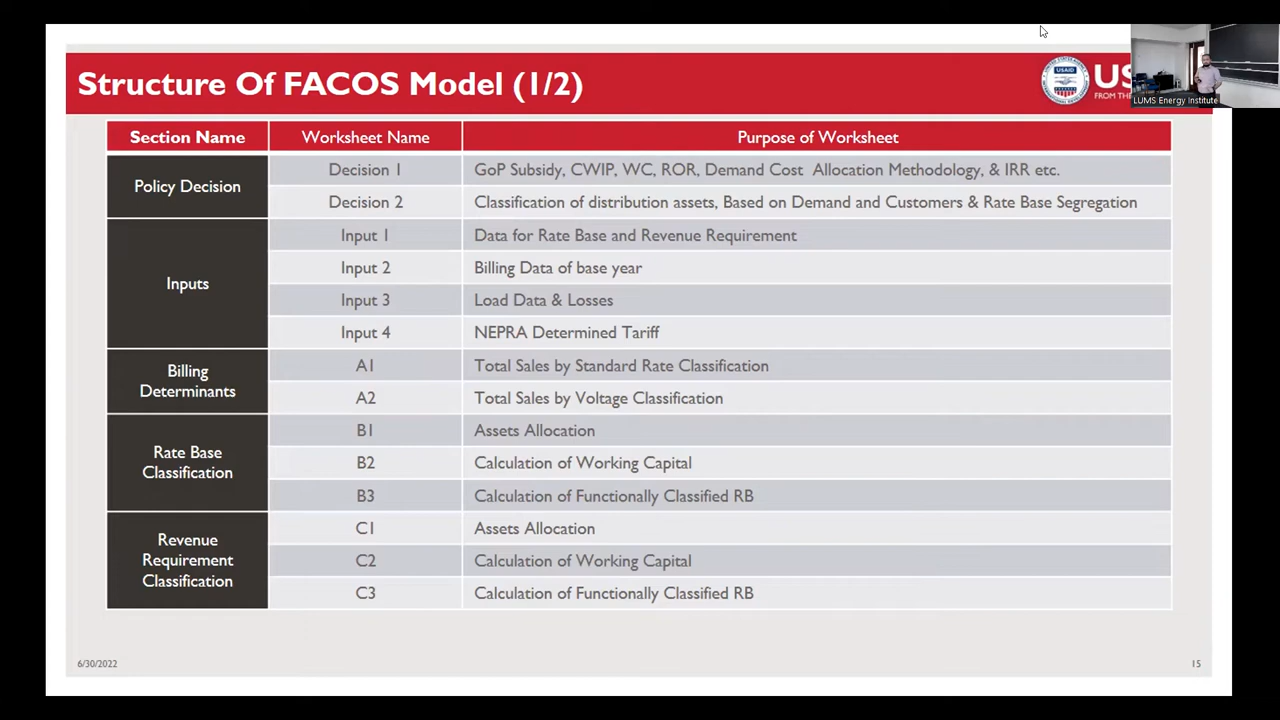 Structure Of FACOS Model (1/2)
US
FROM THE
LUMS Energy Institute
Section Name
Worksheet Name
Purpose of Worksheet
Policy Decision
Decision 1
GoP Subsidy, CWIP, WC, ROR, Demand Cost Allocation Methodology, & IRR etc.
Decision 2
Classification of distribution assets, Based on Demand and Customers & Rate Base Segregation
Inputs
Input 1
Data for Rate Base and Revenue Requirement
Input 2
Billing Data of base year
Input 3
Load Data & Losses
Input 4
NEPRA Determined Tariff
Billing
Determinants
A1
Total Sales by Standard Rate Classification
A2
Total Sales by Voltage Classification
Rate Base
Classification
B1
Assets Allocation
B2
Calculation of Working Capital
B3
Calculation of Functionally Classified RB
Revenue
Requirement
Classification
C1
Assets Allocation
C2
Calculation of Working Capital
C3
Calculation of Functionally Classified RB
6/30/2022
15